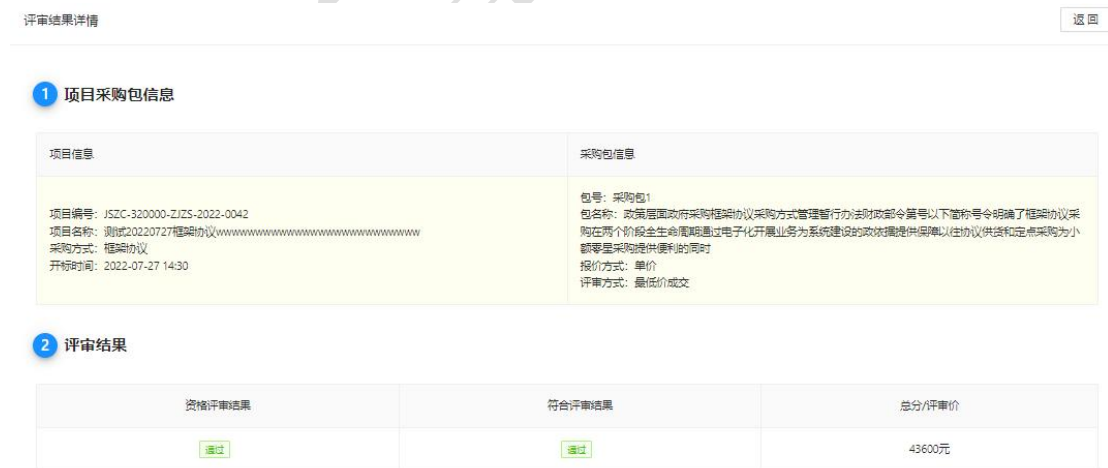 评审结果详情
返回
1 项目采购包信息
项目信息
采购包信息
项目编号：JSZC-320000-ZJZS-2022-0042
项目名称：测试20220727框架协议wwwwwwwwwwwwwwwwwwwwwwwwww
采购方式：框架协议
开标时间：2022-07-27 14:30
包号：采购包1
包名称：政策层面政府采购框架协议采购方式管理暂行办法财政部令第号以下简称号令明确了框架协议采
购在两个阶段全生命周期通过电子化开展业务为系统建设的政依据提供保障以往协议供货和定点采购为小
额零星采购提供便利的同时
报价方式：单价
评审方式：最低价成交
2 评审结果
资格评审结果
符合评审结果
总分/评审价
通过
通过
43600元